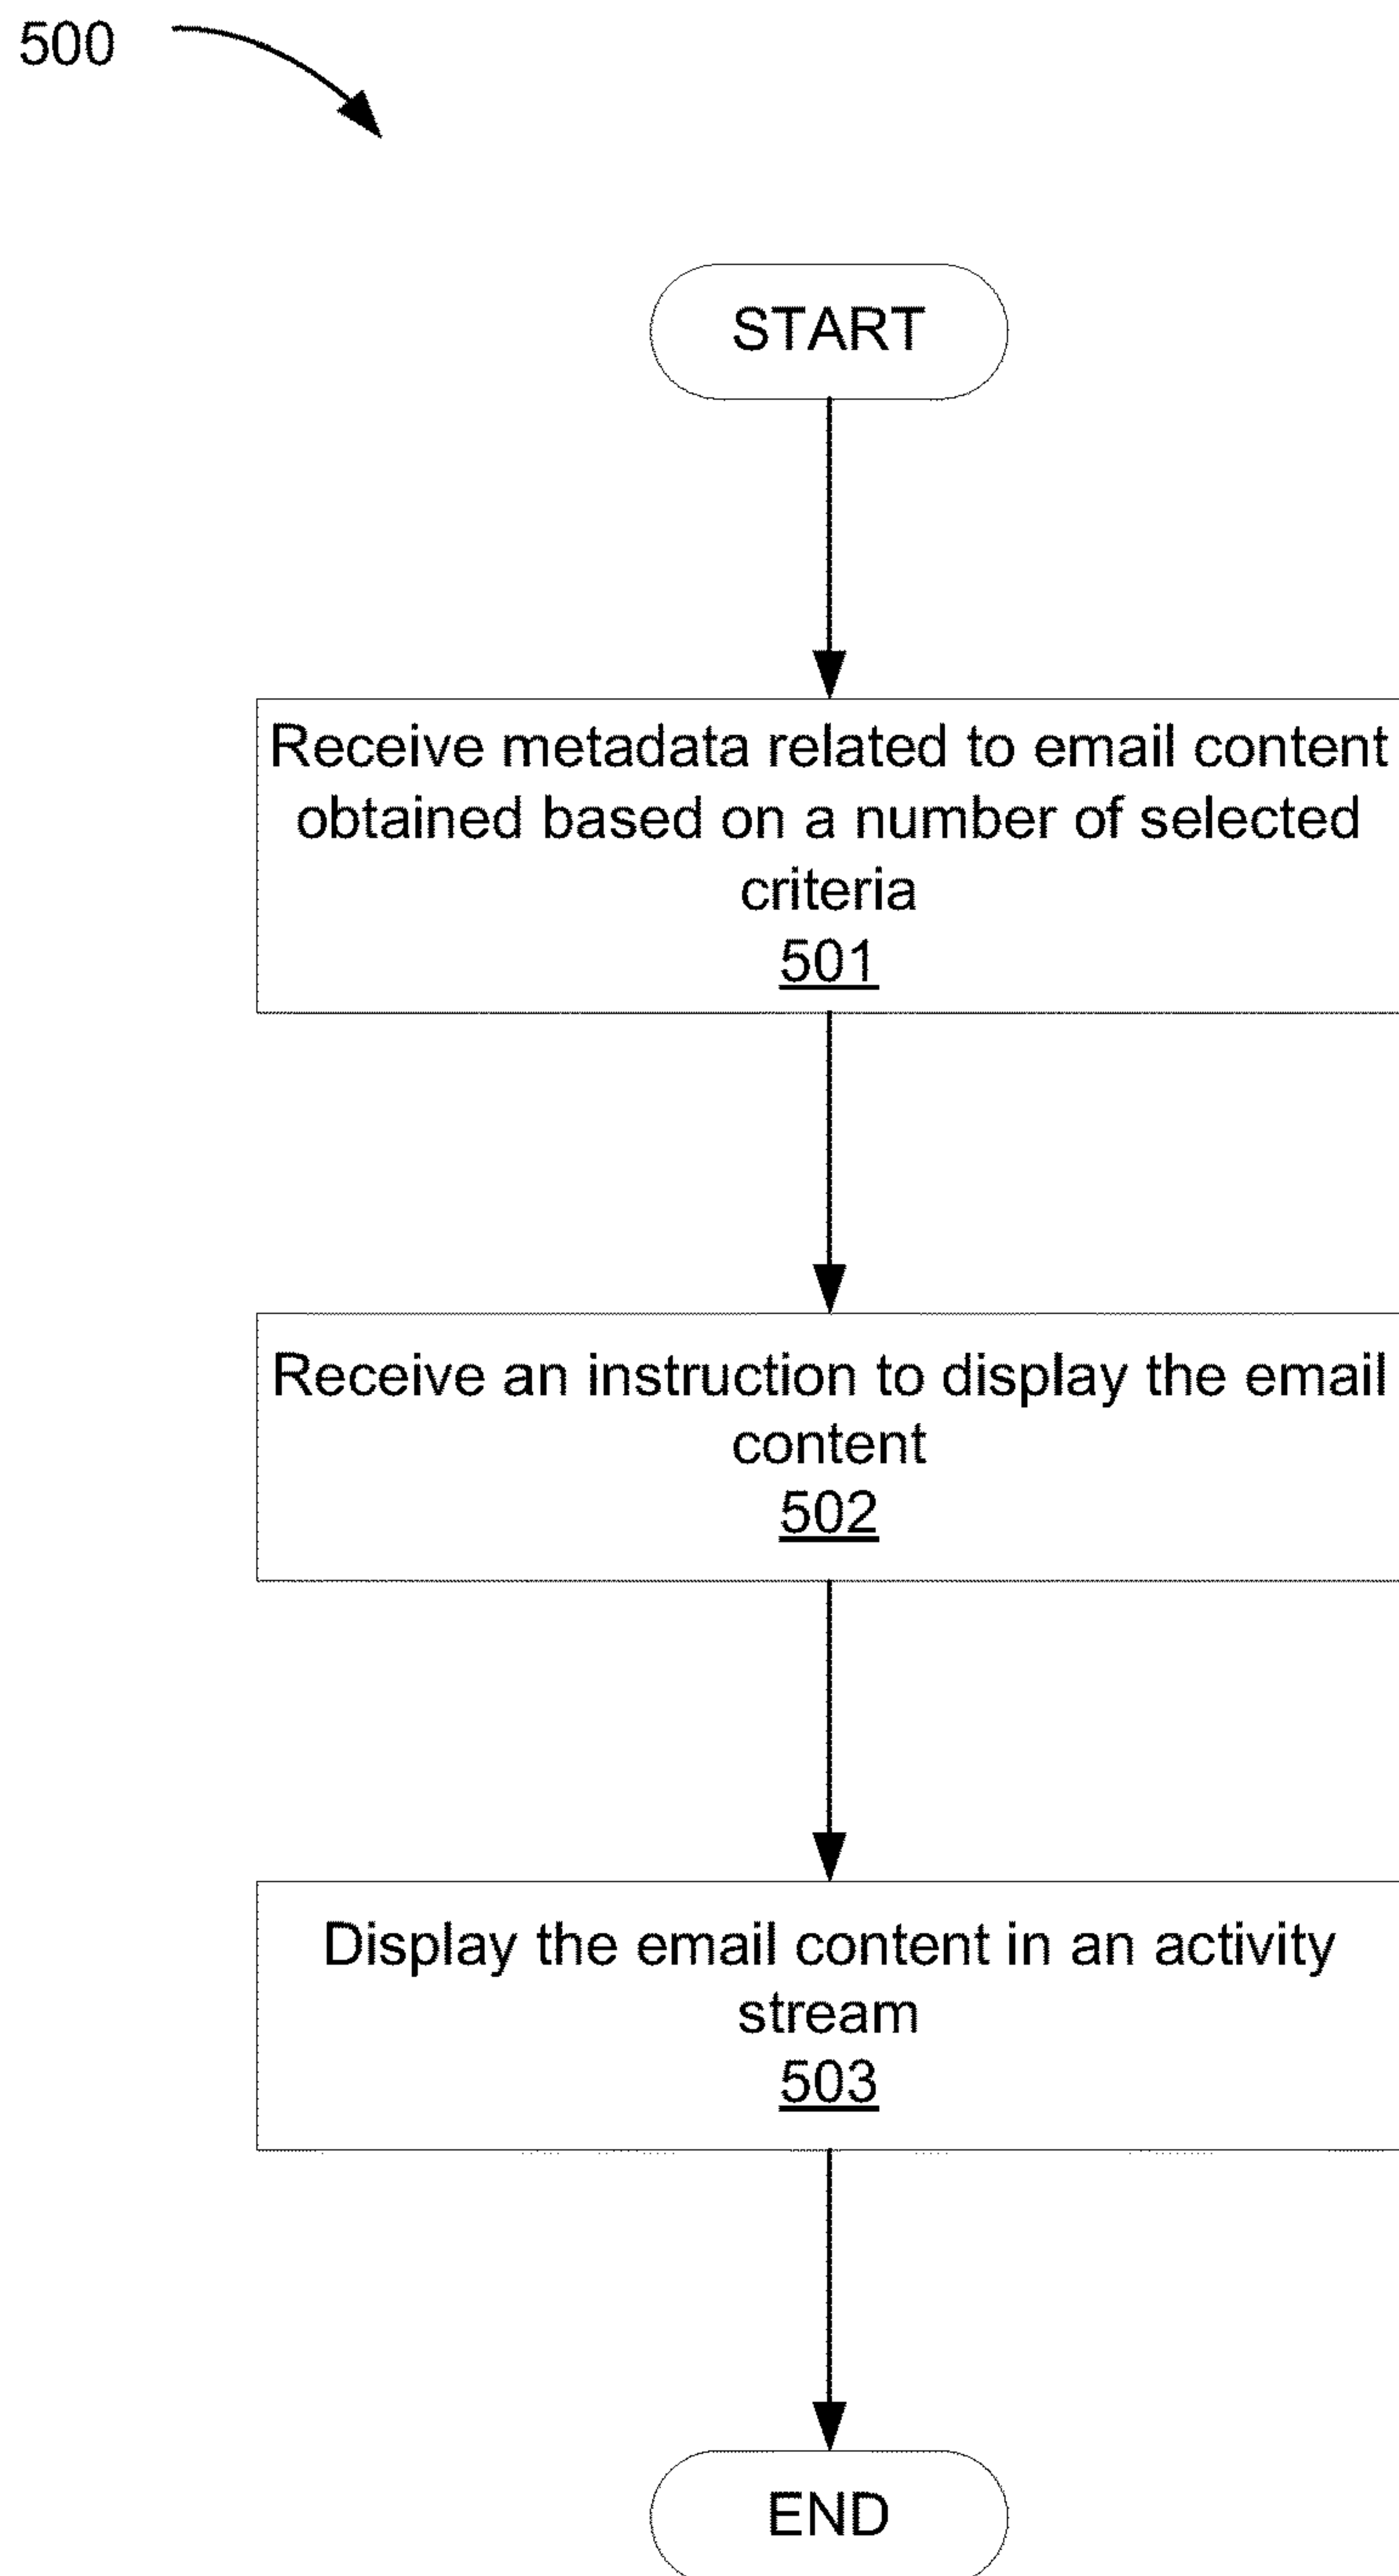 500
START
Receive metadata related to email content
obtained based on a number of selected
criteria
501
Receive an instruction to display the email
content
502
Display the email content in an activity
stream
503
END